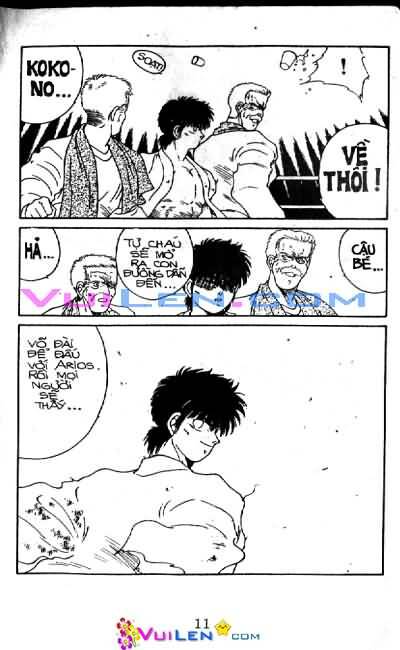 KOKO-
NO...
SOẠT!
!
VỀ
THÔI!
HẢ...
TỰ CHÁU
SẼ MỞ
RA CON
ĐƯỜNG DẪN
ĐẾN...
CẬU
BÉ...
VUILEN.COM
VÕ ĐÀI
ĐỂ ĐẤU
VỚI ARIOS.
RỒI MỌI
NGƯỜI
SẼ
THẤY...
11
VUILEN.COM